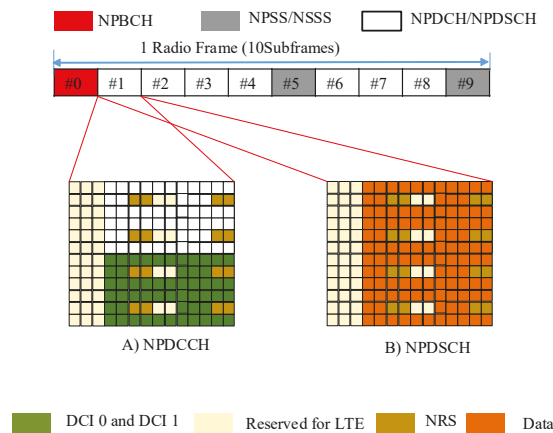 NPBCH NPSS/NSSS NPDCH/NPDSCH
1 Radio Frame (10Subframes)
#0 #1 #2 #3 #4 #5 #6 #7 #8 #9
A) NPDCCH B) NPDSCH
DCI 0 and DCI 1 Reserved for LTE NRS Data